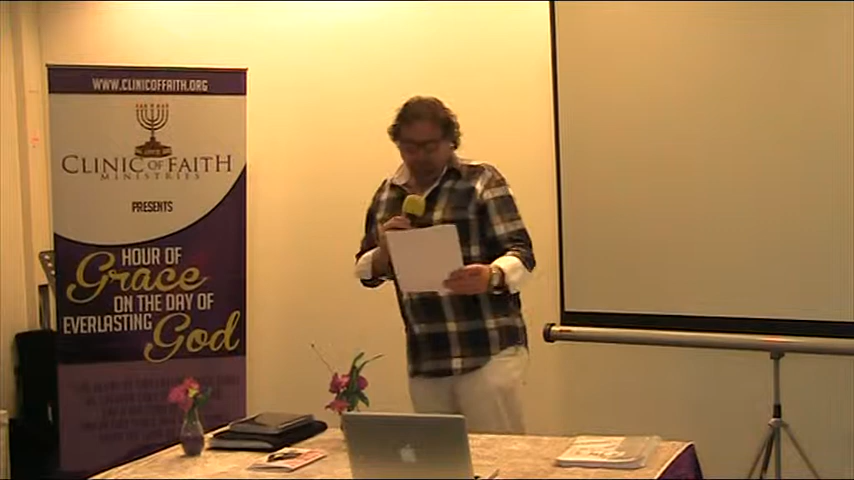 WWW.CLINICOFFAITH.ORG
CLINIC OF FAITH
MINISTRIES
PRESENTS
HOUR OF
Grace
ON THE DAY OF
EVERLASTING
God